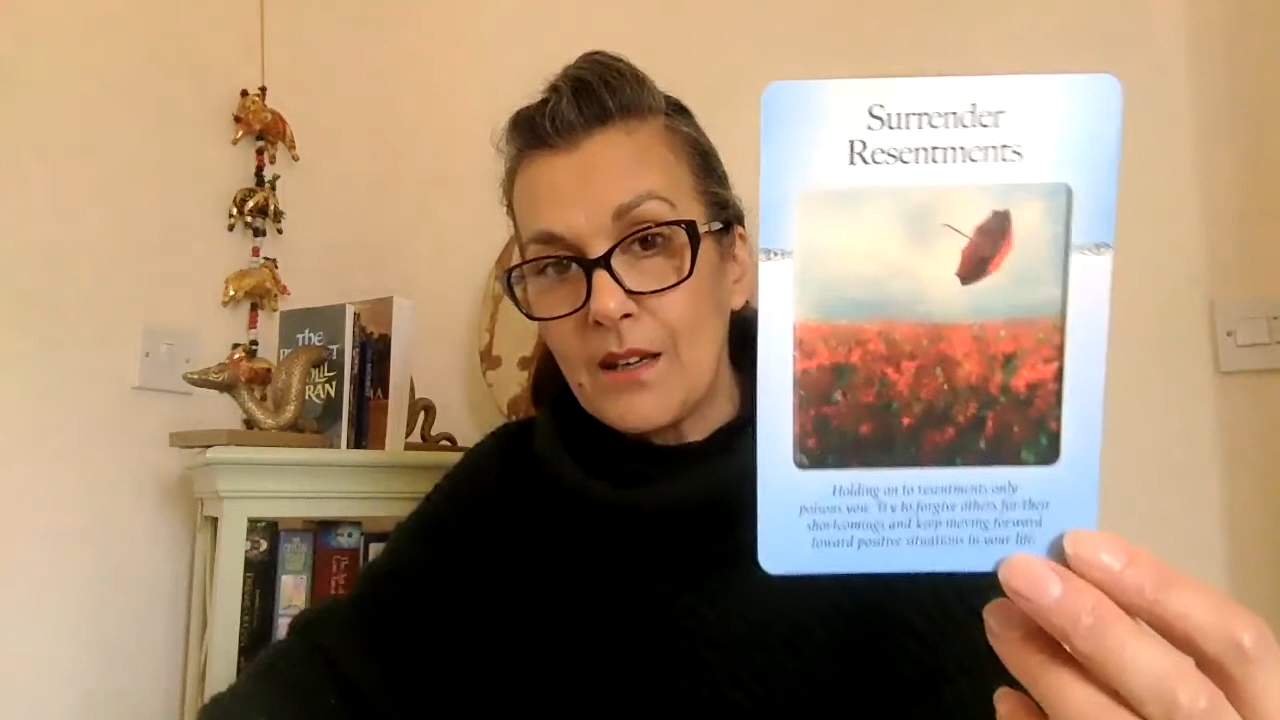 Surrender
Resentments
Holding on to resentments only
poisons you. Try to forgive others for their
shortcomings and keep moving forward
toward positive situations in your life.
The